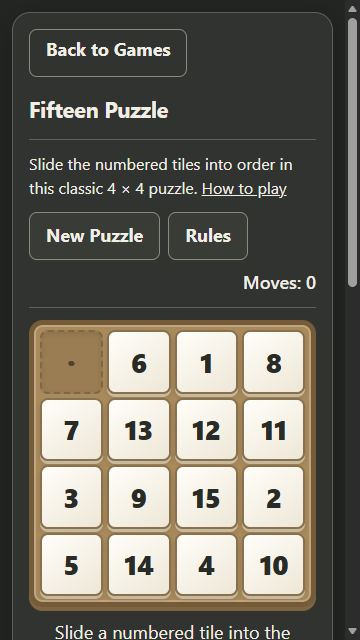 Back to Games
Fifteen Puzzle
Slide the numbered tiles into order in
this classic 4 × 4 puzzle. How to play
New Puzzle Rules
Moves: 0
6 1 8
7 13 12 11
3 9 15 2
5 14 4 10
Slide a numbered tile into the